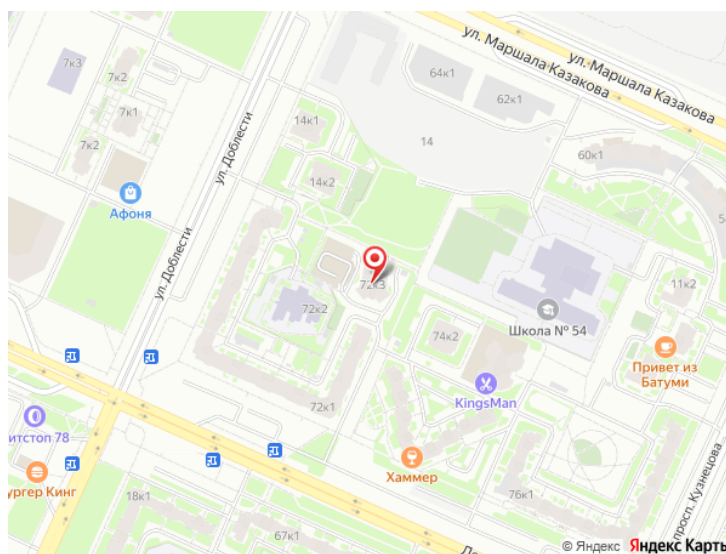 ул. Маршала Казакова
ул. Маршала Казакова
7к3
7к2
7к1
7к2
64к1
62к1
14к1
14
60к1
14к2
ул. Доблести
Афоня
ул. Доблести
72к3
72к2
11к2
Школа № 54
74к2
Привет из
Батуми
KingsMan
72к1
итстоп 78
Хаммер
ургер Кинг
18к1
76к1
67к1
просп. Кузнецова
© Яндекс Яндекс Карты